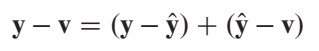 y − v = (y − ŷ) + (ŷ − v)